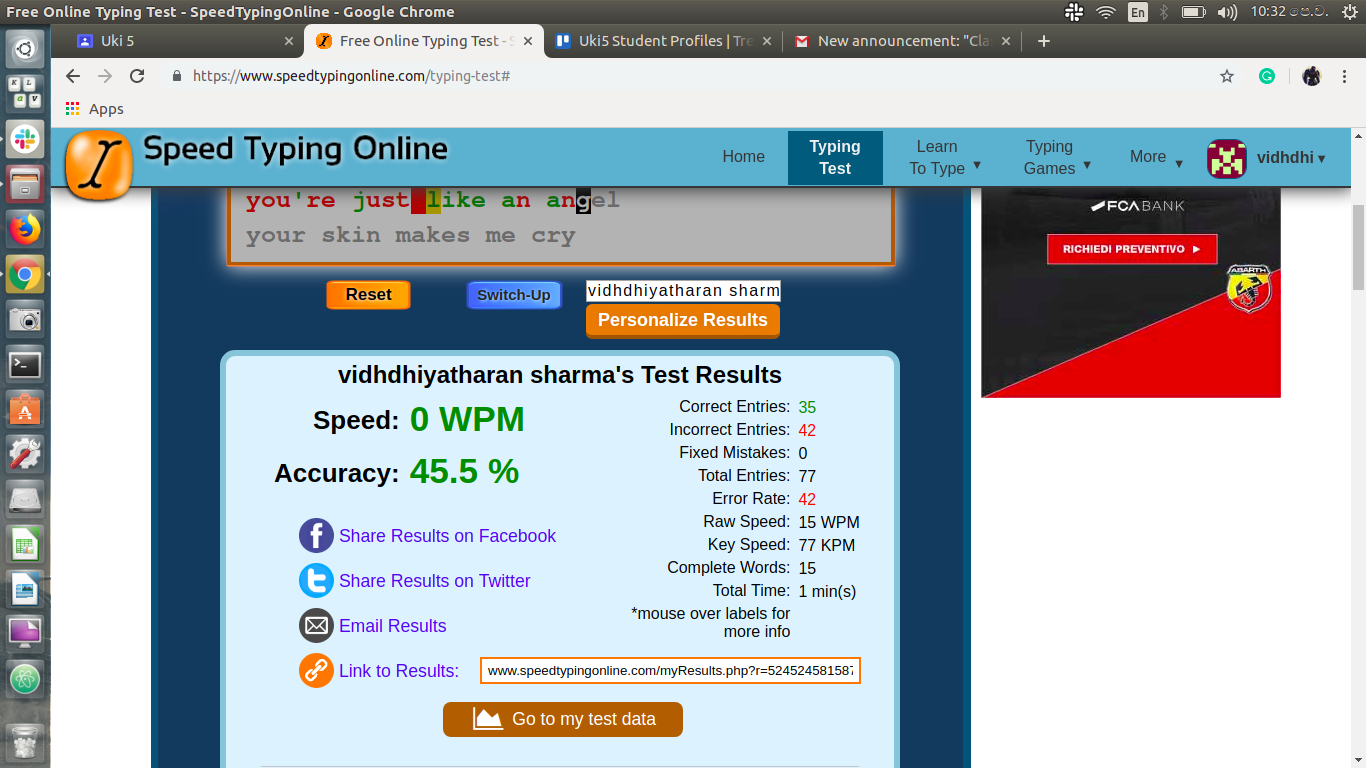 Free Online Typing Test - SpeedTypingOnline - Google Chrome
En
10:32 පෙ.ව.
Uki 5
Free Online Typing Test - S
Uki5 Student Profiles | Tre
New announcement: "Cla
https://www.speedtypingonline.com/typing-test#
Apps
Speed Typing Online
Home
Typing Test
Learn To Type
Typing Games
More
vidhdhi
you're just like an angel
your skin makes me cry
FCA BANK
RICHIEDI PREVENTIVO
ABARTH
Reset
Switch-Up
vidhdhiyatharan sharm
Personalize Results
vidhdhiyatharan sharma's Test Results
Speed: 0 WPM
Accuracy: 45.5 %
Share Results on Facebook
Share Results on Twitter
Email Results
Link to Results: www.speedtypingonline.com/myResults.php?r=524524581587
Correct Entries: 35
Incorrect Entries: 42
Fixed Mistakes: 0
Total Entries: 77
Error Rate: 42
Raw Speed: 15 WPM
Key Speed: 77 KPM
Complete Words: 15
Total Time: 1 min(s)
*mouse over labels for
more info
Go to my test data